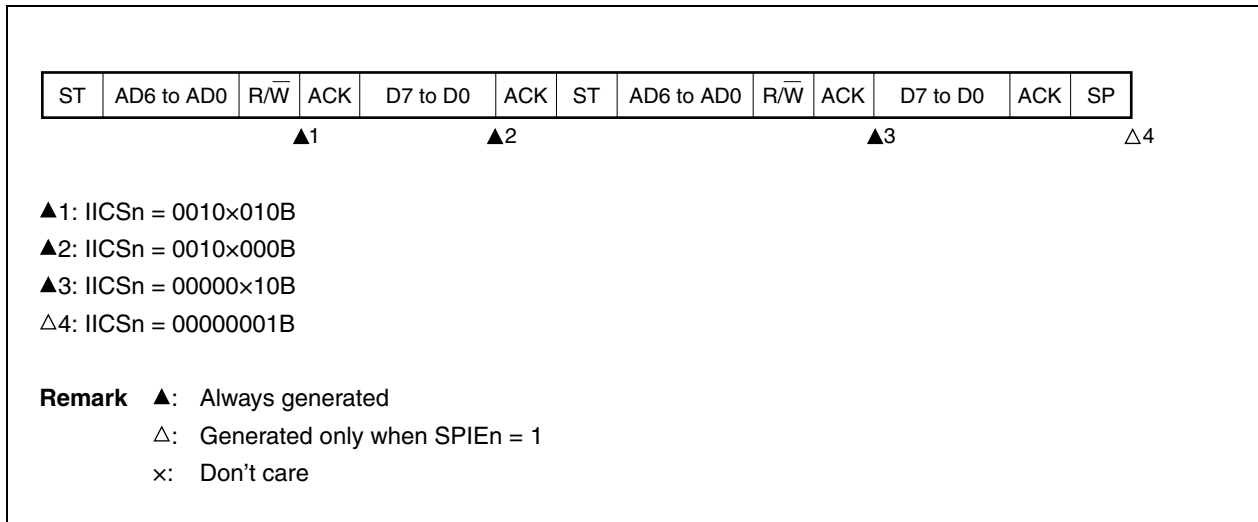 ST AD6 to AD0 R/W̅ ACK D7 to D0 ACK ST AD6 to AD0 R/W̅ ACK D7 to D0 ACK SP
▲1 ▲2 ▲3 △4
▲1: IICSn = 0010×010B
▲2: IICSn = 0010×000B
▲3: IICSn = 00000×10B
△4: IICSn = 00000001B
Remark ▲: Always generated
△: Generated only when SPIEn = 1
×: Don't care